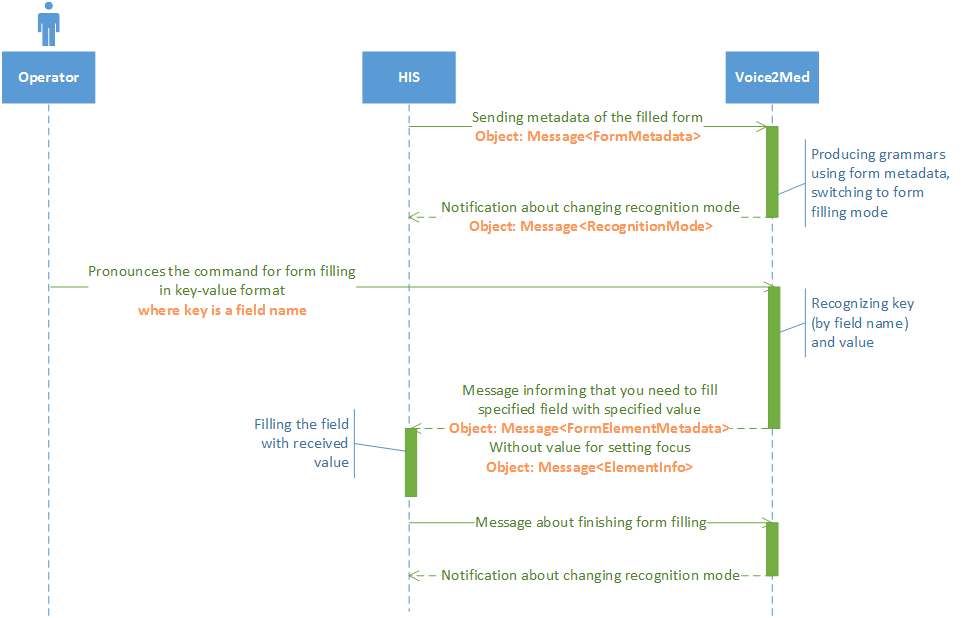 Operator
HIS
Voice2Med
Sending metadata of the filled form
Object: Message<FormMetadata>
Producing grammars
using form metadata,
switching to form
filling mode
Notification about changing recognition mode
Object: Message<RecognitionMode>
Pronounces the command for form filling
in key-value format
where key is a field name
Recognizing key
(by field name)
and value
Message informing that you need to fill
specified field with specified value
Object: Message<FormElementMetadata>
Without value for setting focus
Object: Message<ElementInfo>
Filling the field
with received
value
Message about finishing form filling
Notification about changing recognition mode